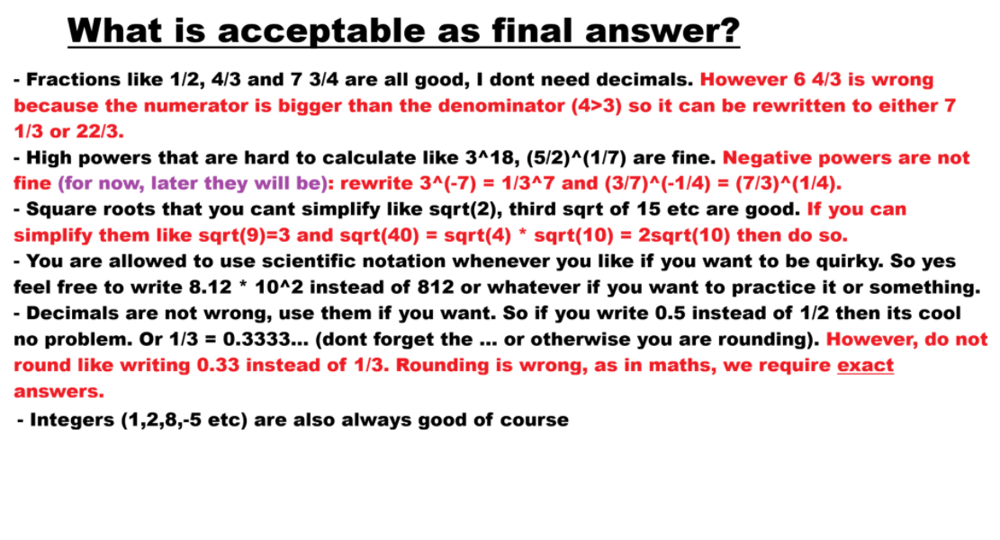 What is acceptable as final answer?
- Fractions like 1/2, 4/3 and 7 3/4 are all good, I dont need decimals. However 6 4/3 is wrong
because the numerator is bigger than the denominator (4>3) so it can be rewritten to either 7
1/3 or 22/3.
- High powers that are hard to calculate like 3^18, (5/2)^(1/7) are fine. Negative powers are not
fine (for now, later they will be): rewrite 3^(-7) = 1/3^7 and (3/7)^(-1/4) = (7/3)^(1/4).
- Square roots that you cant simplify like sqrt(2), third sqrt of 15 etc are good. If you can
simplify them like sqrt(9)=3 and sqrt(40) = sqrt(4) * sqrt(10) = 2sqrt(10) then do so.
- You are allowed to use scientific notation whenever you like if you want to be quirky. So yes
feel free to write 8.12 * 10^2 instead of 812 or whatever if you want to practice it or something.
- Decimals are not wrong, use them if you want. So if you write 0.5 instead of 1/2 then its cool
no problem. Or 1/3 = 0.3333... (dont forget the ... or otherwise you are rounding). However, do not
round like writing 0.33 instead of 1/3. Rounding is wrong, as in maths, we require exact
answers.
- Integers (1,2,8,-5 etc) are also always good of course